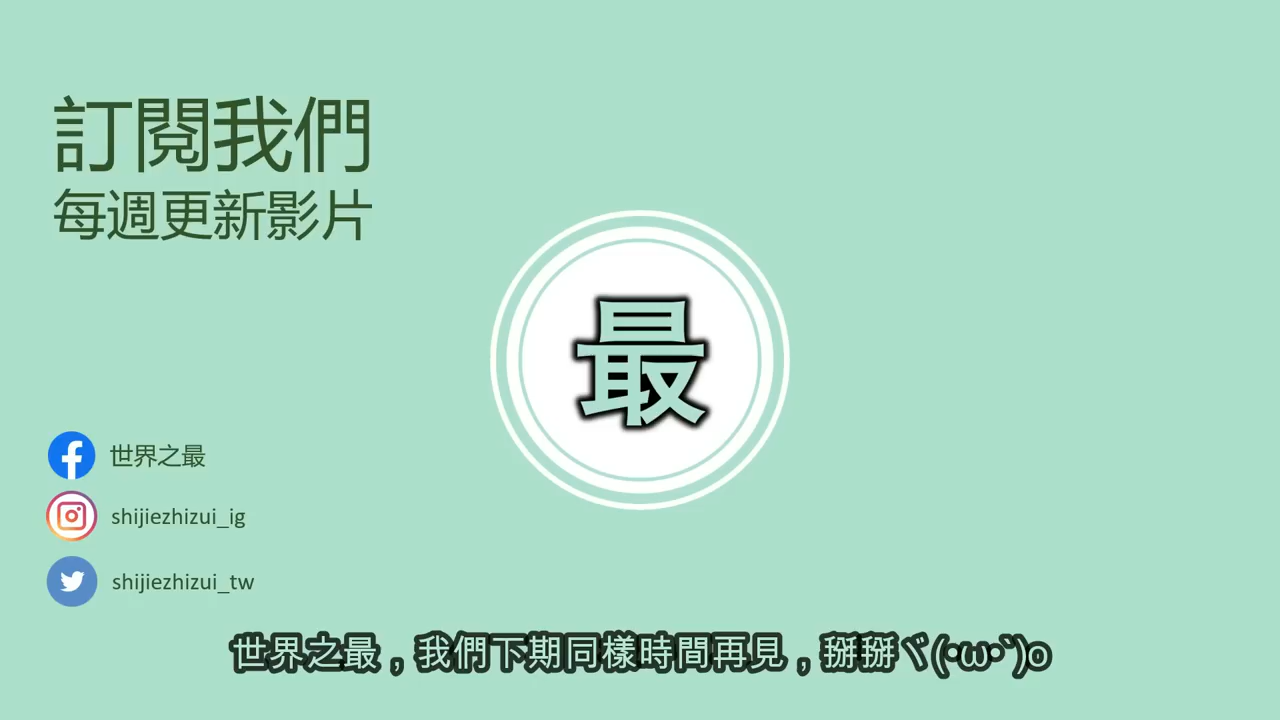 訂閱我們
每週更新影片
最
世界之最
shijiezhizui_ig
shijiezhizui_tw
世界之最，我們下期同樣時間再見，掰掰ヾ(•ω•`)o